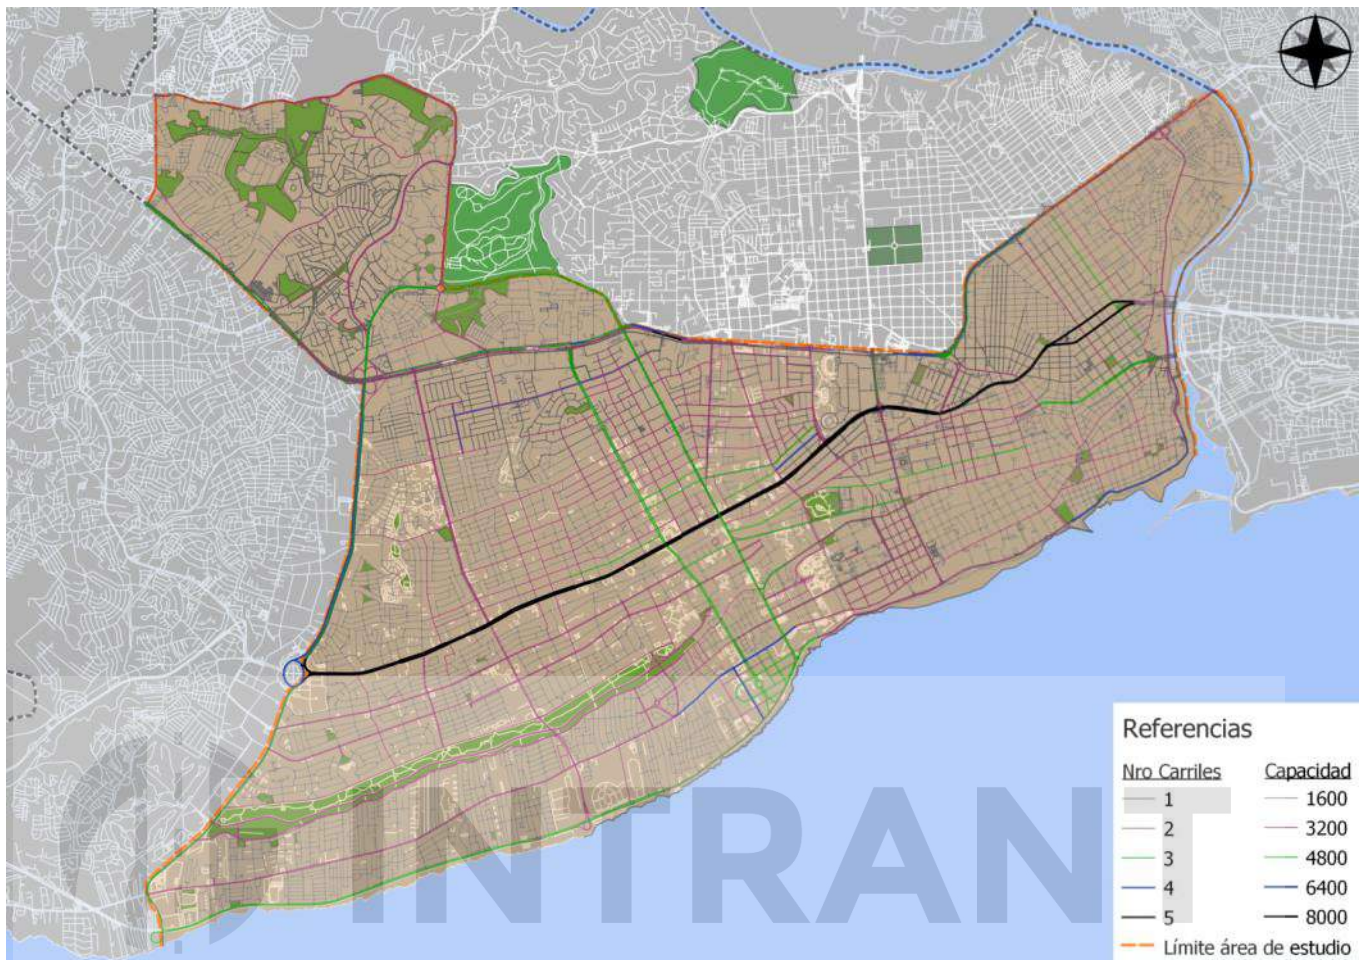 Referencias
Nro Carriles Capacidad
1 1600
2 3200
3 4800
4 6400
5 8000
Límite área de estudio
INTRANT